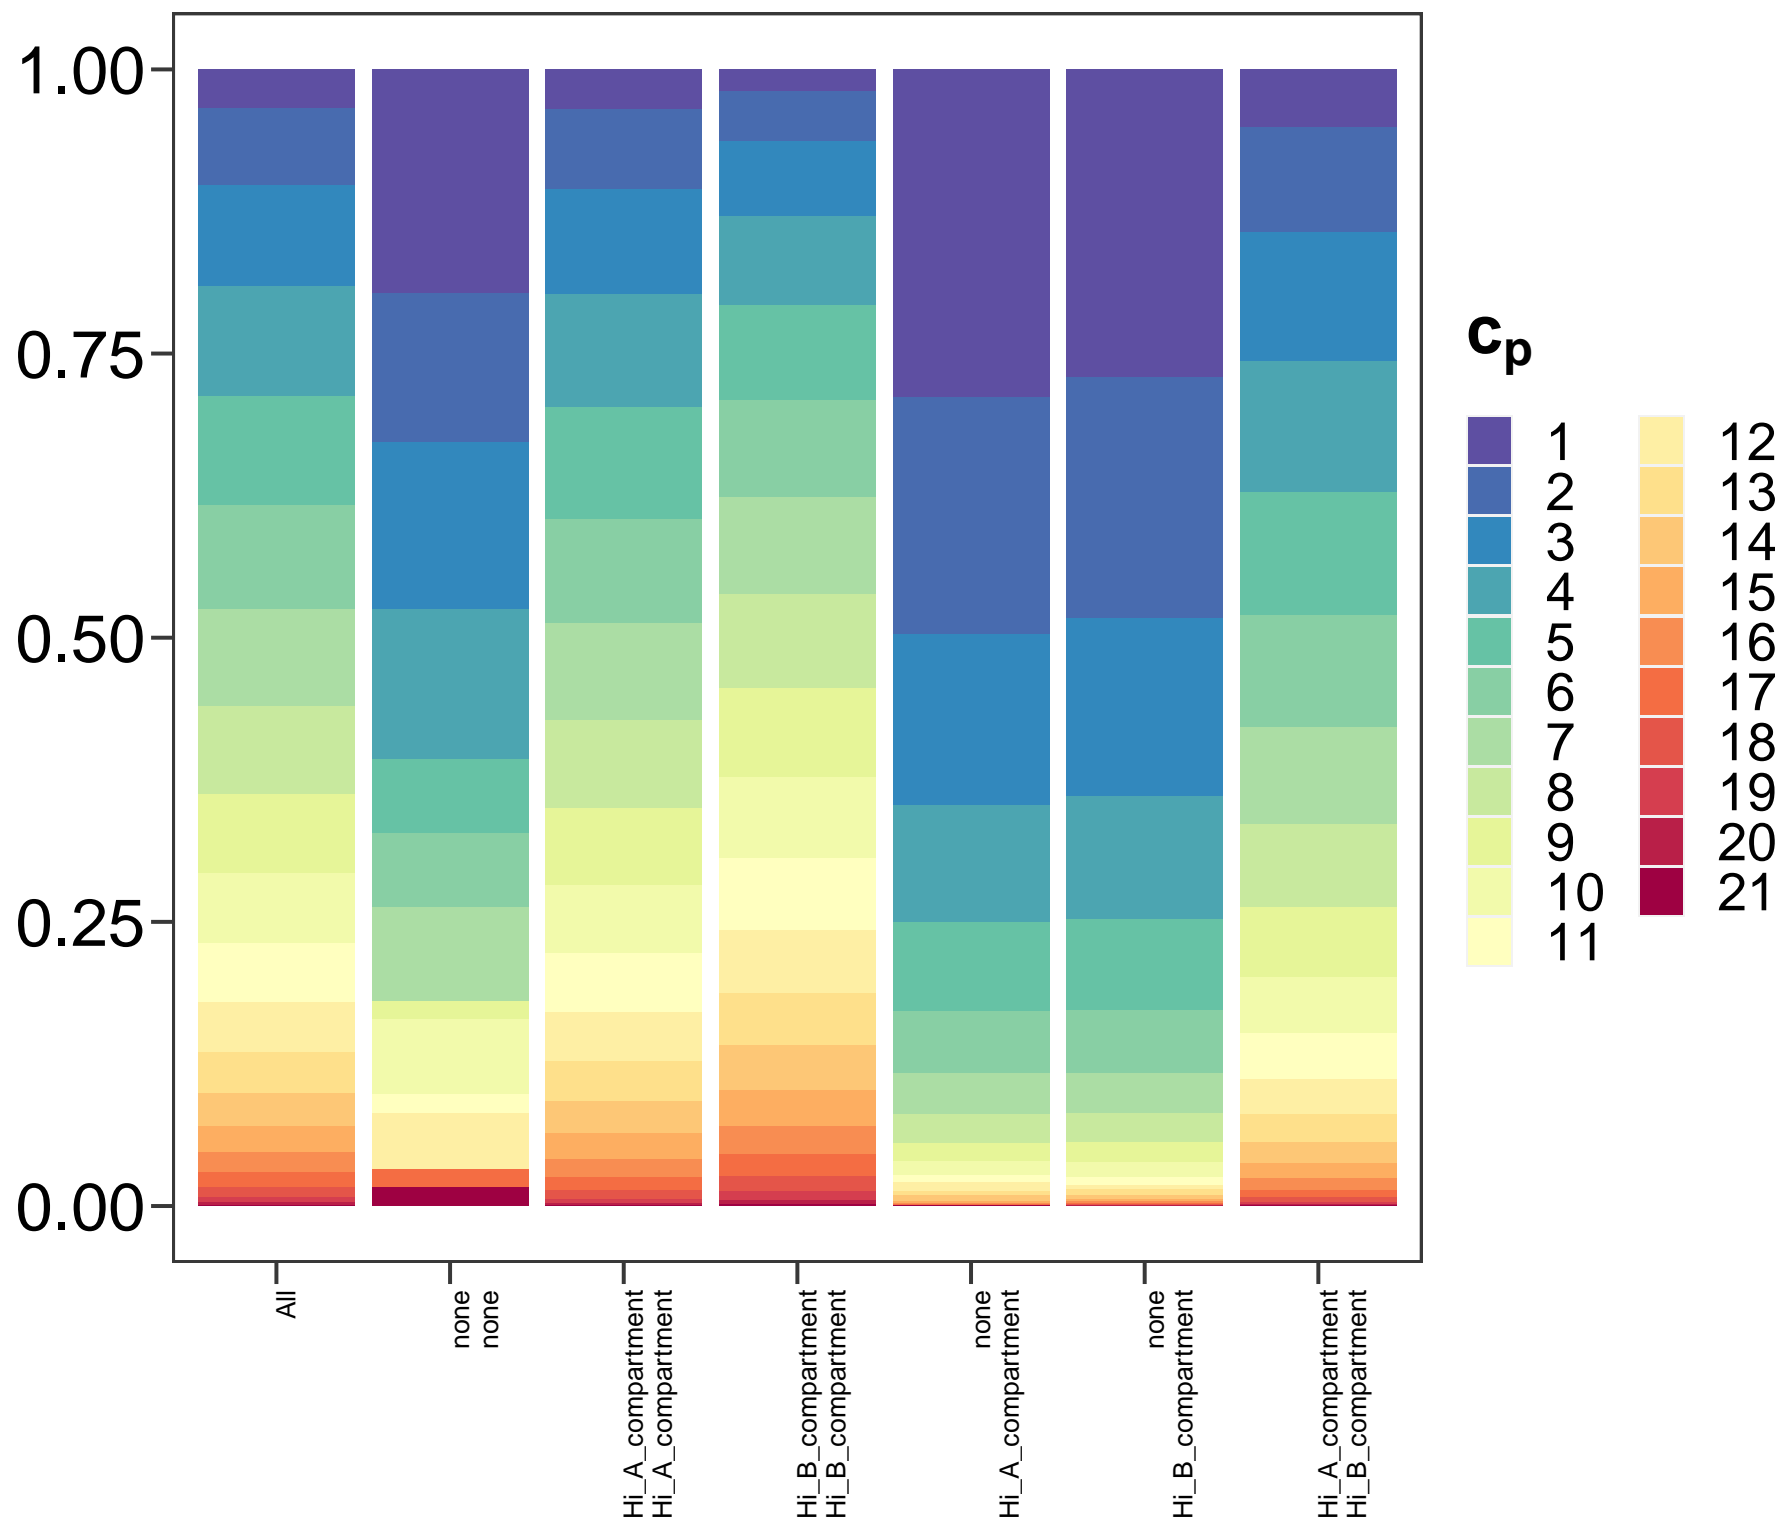 1.00
0.75
0.50
0.25
0.00
All
none
none
Hi_A_compartment
Hi_A_compartment
Hi_B_compartment
Hi_B_compartment
none
Hi_A_compartment
none
Hi_B_compartment
Hi_A_compartment
Hi_B_compartment
cp
1
2
3
4
5
6
7
8
9
10
11
12
13
14
15
16
17
18
19
20
21